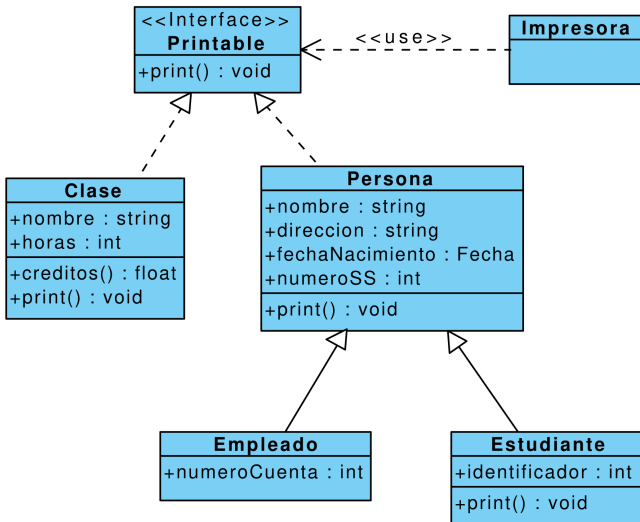 <<Interface>>
Printable
+print() : void
<<use>>
Impresora
Clase
+nombre : string
+horas : int
+creditos() : float
+print() : void
Persona
+nombre : string
+direccion : string
+fechaNacimiento : Fecha
+numeroSS : int
+print() : void
Empleado
+numeroCuenta : int
Estudiante
+identificador : int
+print() : void